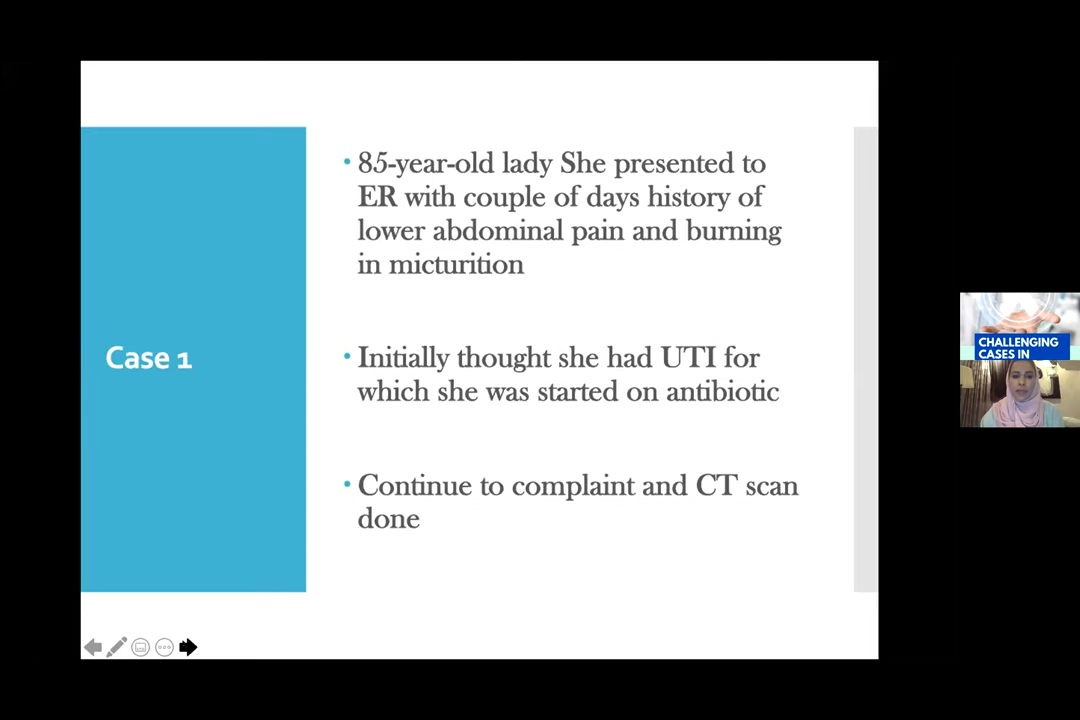 Case 1
• 85-year-old lady She presented to
ER with couple of days history of
lower abdominal pain and burning
in micturition
• Initially thought she had UTI for
which she was started on antibiotic
• Continue to complaint and CT scan
done
CHALLENGING
CASES IN